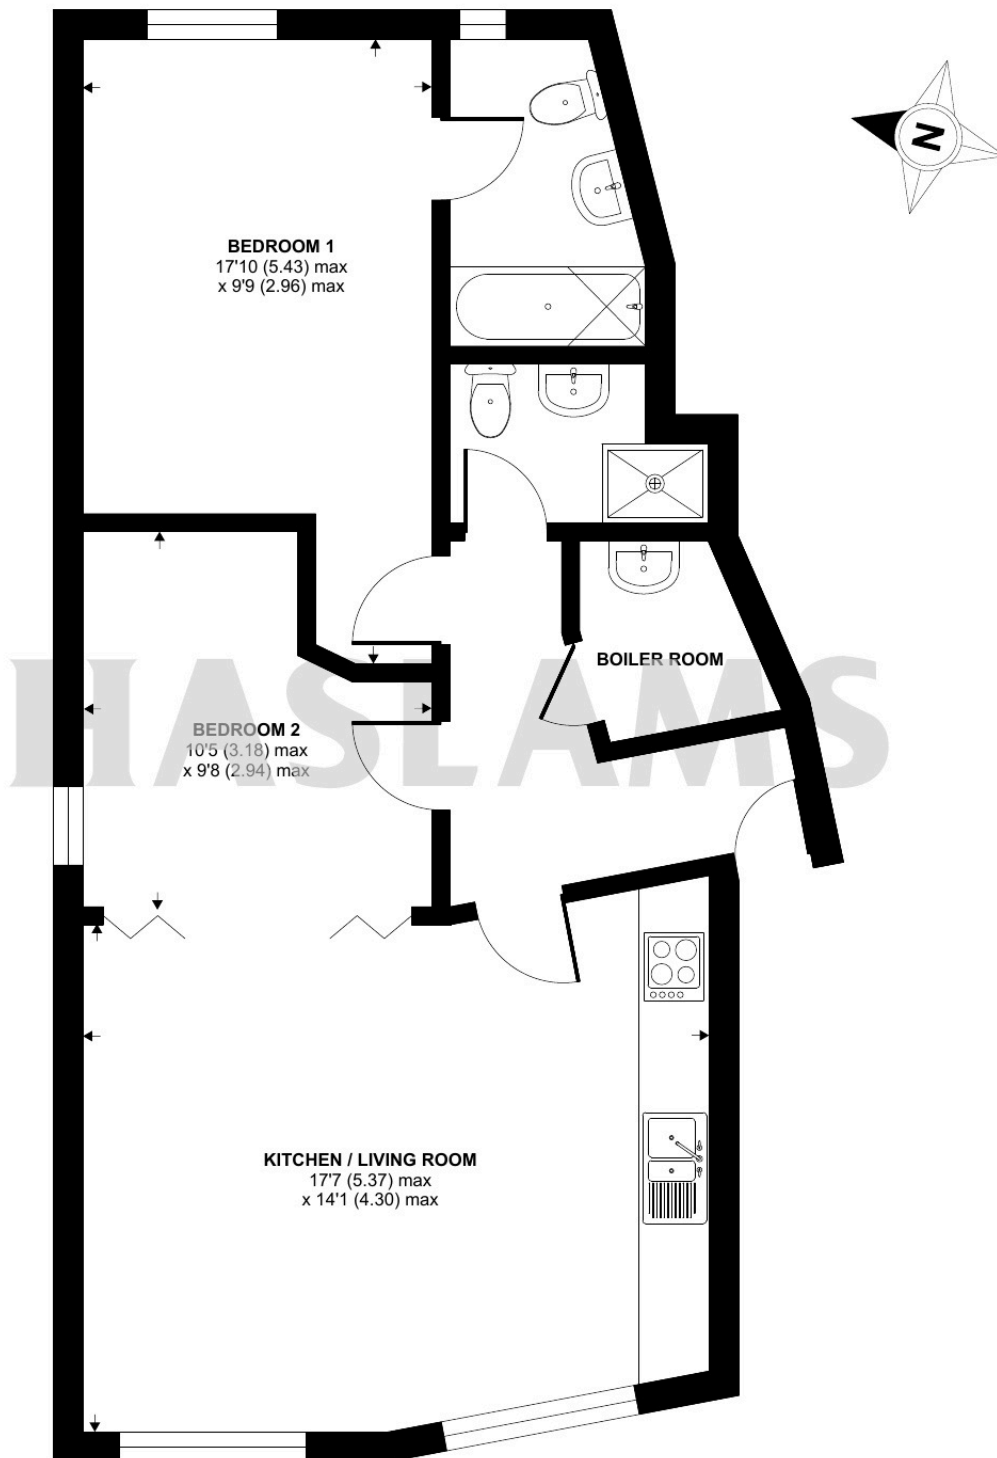 N
BEDROOM 1
17'10 (5.43) max
x 9'9 (2.96) max
BOILER ROOM
HASLAMS
BEDROOM 2
10'5 (3.18) max
x 9'8 (2.94) max
KITCHEN / LIVING ROOM
17'7 (5.37) max
x 14'1 (4.30) max